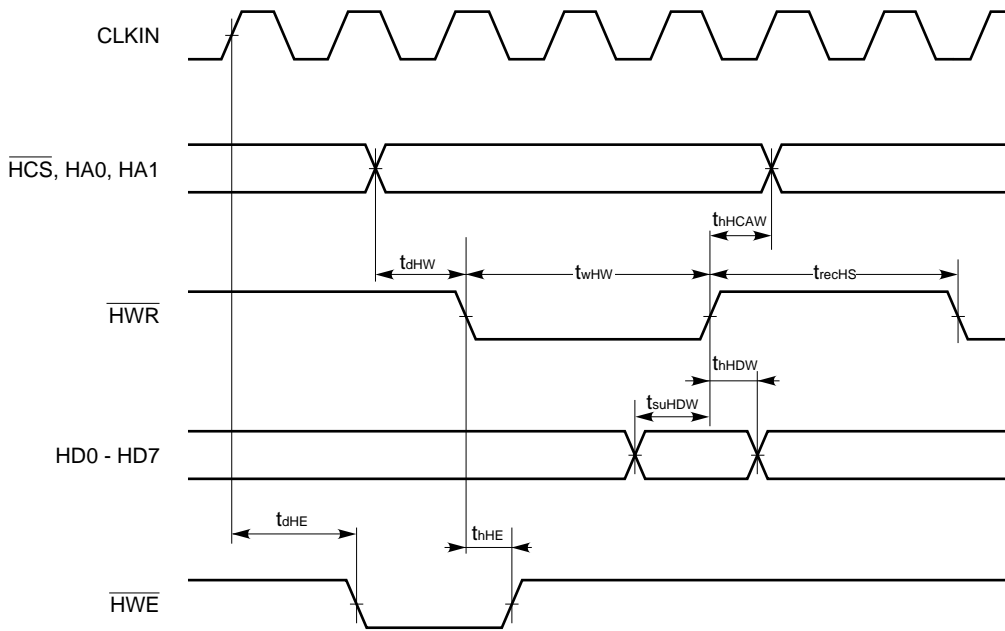 CLKIN
HCS, HA0, HA1
thHCAW
tdHW
twHW
trecHS
HWR
thHDW
tsuHDW
HD0 - HD7
tdHE
thHE
HWE